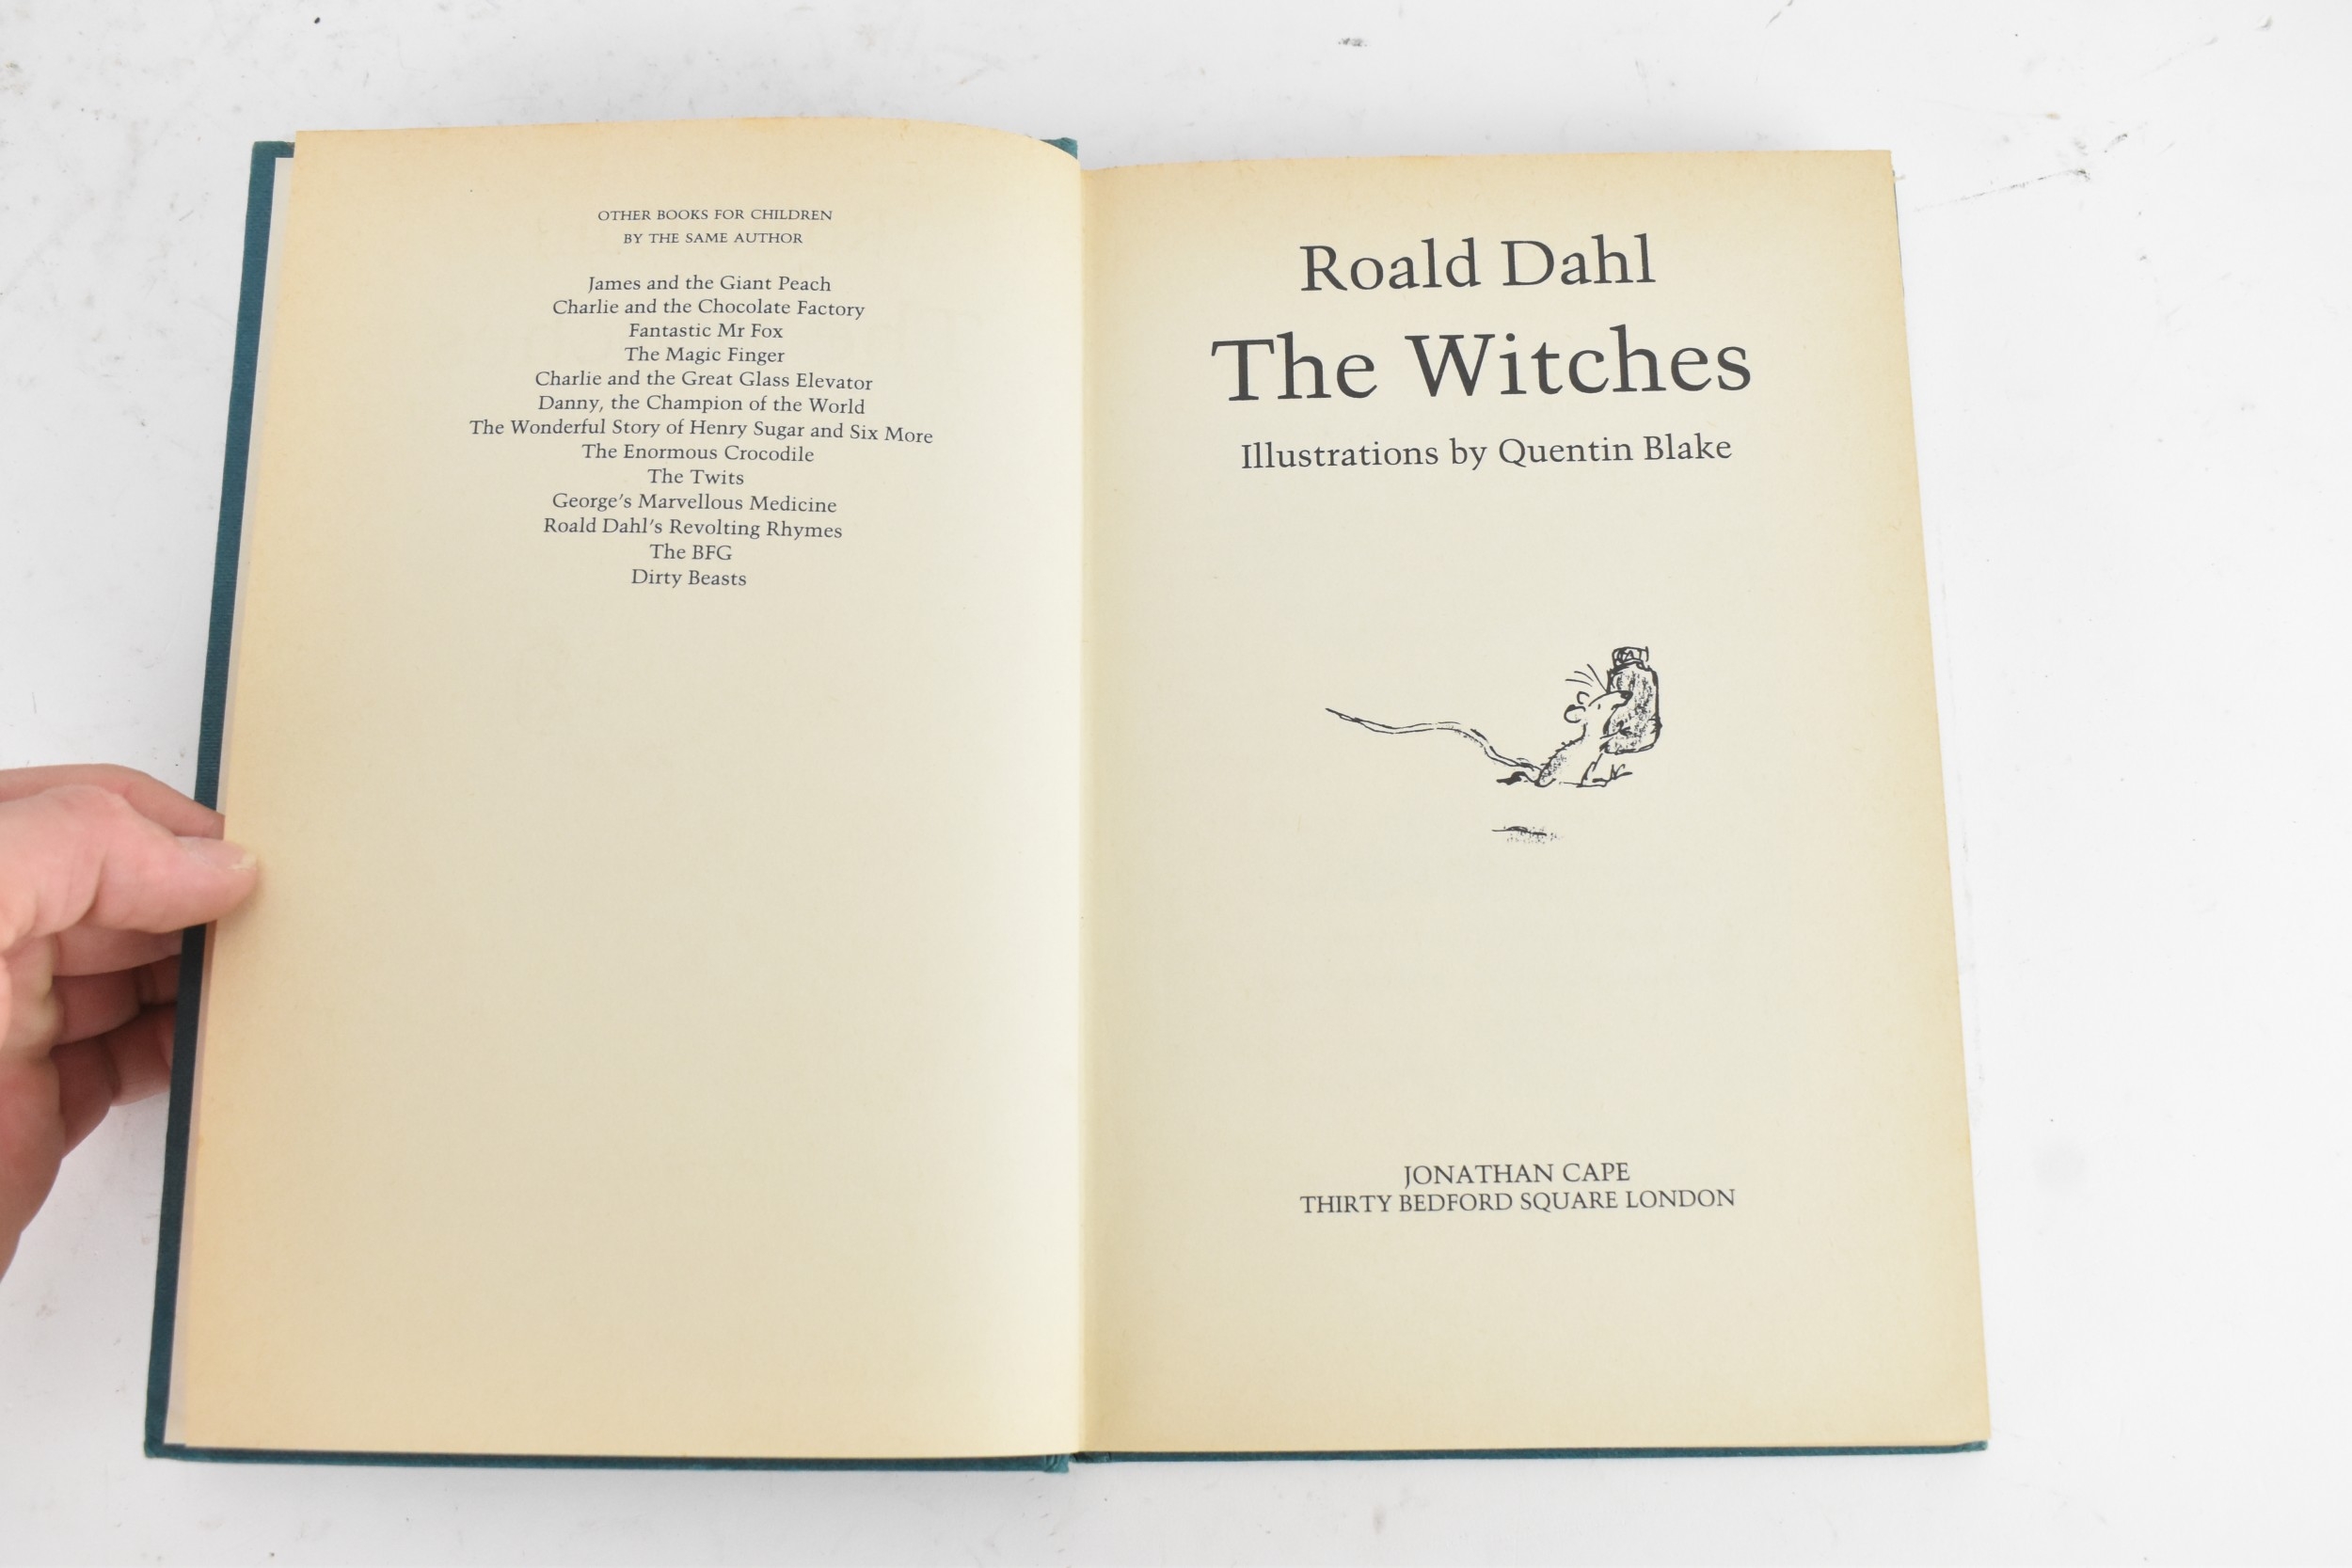 OTHER BOOKS FOR CHILDREN
BY THE SAME AUTHOR
James and the Giant Peach
Charlie and the Chocolate Factory
Fantastic Mr Fox
The Magic Finger
Charlie and the Great Glass Elevator
Danny, the Champion of the World
The Wonderful Story of Henry Sugar and Six More
The Enormous Crocodile
The Twits
George's Marvellous Medicine
Roald Dahl's Revolting Rhymes
The BFG
Dirty Beasts
Roald Dahl
The Witches
Illustrations by Quentin Blake
JONATHAN CAPE
THIRTY BEDFORD SQUARE LONDON